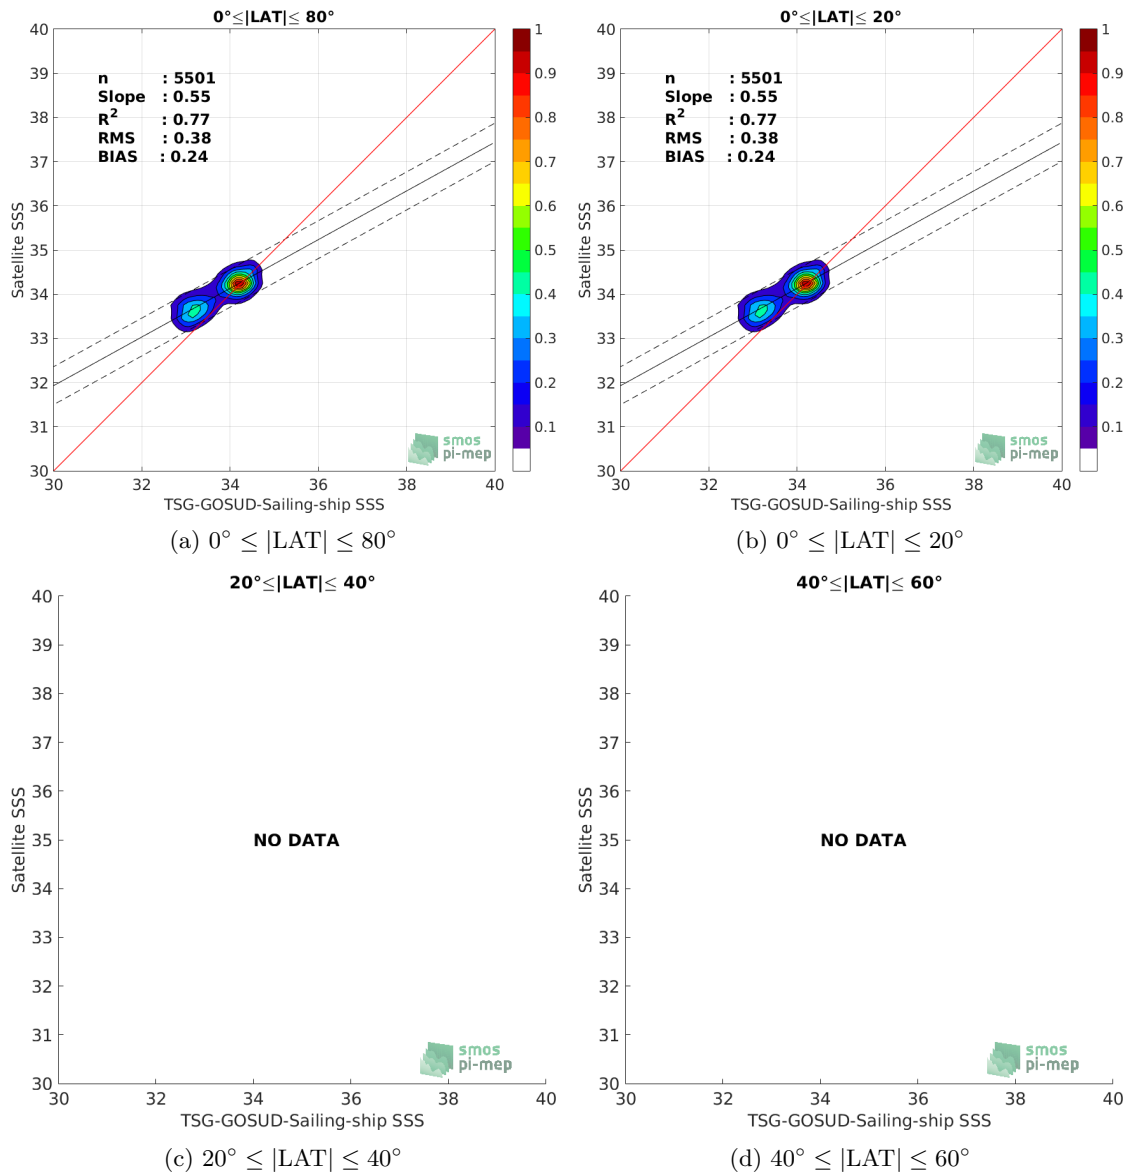 0°≤|LAT|≤ 80°
40
39
38
37
36
35
34
33
32
31
30
Satellite SSS
n : 5501
Slope : 0.55
R2 : 0.77
RMS : 0.38
BIAS : 0.24
smos
pi-mep
30 32 34 36 38 40
TSG-GOSUD-Sailing-ship SSS
1
0.9
0.8
0.7
0.6
0.5
0.4
0.3
0.2
0.1
(a) 0° ≤ |LAT| ≤ 80°
0°≤|LAT|≤ 20°
40
39
38
37
36
35
34
33
32
31
30
Satellite SSS
n : 5501
Slope : 0.55
R2 : 0.77
RMS : 0.38
BIAS : 0.24
smos
pi-mep
30 32 34 36 38 40
TSG-GOSUD-Sailing-ship SSS
1
0.9
0.8
0.7
0.6
0.5
0.4
0.3
0.2
0.1
(b) 0° ≤ |LAT| ≤ 20°
20°≤|LAT|≤ 40°
40
39
38
37
36
35
34
33
32
31
30
Satellite SSS
NO DATA
smos
pi-mep
30 32 34 36 38 40
TSG-GOSUD-Sailing-ship SSS
(c) 20° ≤ |LAT| ≤ 40°
40°≤|LAT|≤ 60°
40
39
38
37
36
35
34
33
32
31
30
Satellite SSS
NO DATA
smos
pi-mep
30 32 34 36 38 40
TSG-GOSUD-Sailing-ship SSS
(d) 40° ≤ |LAT| ≤ 60°